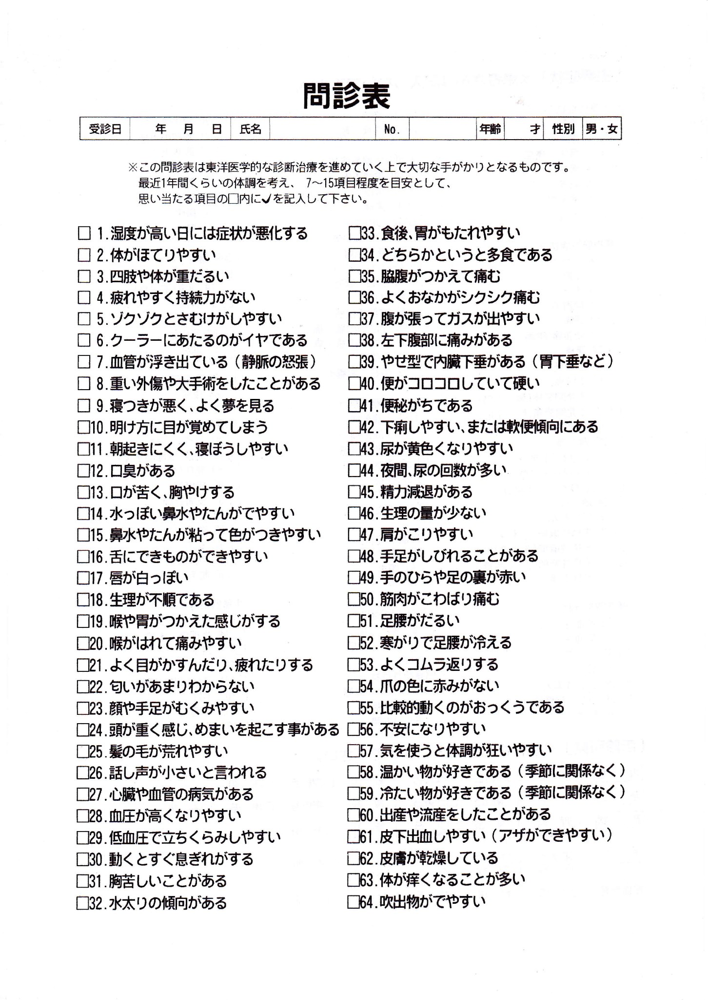 問診表
受診日 年 月 日 氏名 No. 年齢 才 性別 男・女
※この問診表は東洋医学的な診断治療を進めていく上で大切な手がかりとなるものです。
最近1年間くらいの体調を考え、 7〜15項目程度を目安として、
思い当たる項目の□内に✓を記入して下さい。
□ 1.湿度が高い日には症状が悪化する
□ 2.体がほてりやすい
□ 3.四肢や体が重だるい
□ 4.疲れやすく持続力がない
□ 5.ゾクゾクとさむけがしやすい
□ 6.クーラーにあたるのがイヤである
□ 7.血管が浮き出ている（静脈の怒張）
□ 8.重い外傷や大手術をしたことがある
□ 9.寝つきが悪く、よく夢を見る
□10.明け方に目が覚めてしまう
□11.朝起きにくく、寝ぼうしやすい
□12.口臭がある
□13.口が苦く、胸やけする
□14.水っぽい鼻水やたんがでやすい
□15.鼻水やたんが粘って色がつきやすい
□16.舌にできものができやすい
□17.唇が白っぽい
□18.生理が不順である
□19.喉や胃がつかえた感じがする
□20.喉がはれて痛みやすい
□21.よく目がかすんだり、疲れたりする
□22.匂いがあまりわからない
□23.顔や手足がむくみやすい
□24.頭が重く感じ、めまいを起こす事がある
□25.髪の毛が荒れやすい
□26.話し声が小さいと言われる
□27.心臓や血管の病気がある
□28.血圧が高くなりやすい
□29.低血圧で立ちくらみしやすい
□30.動くとすぐ息ぎれがする
□31.胸苦しいことがある
□32.水太りの傾向がある
□33.食後、胃がもたれやすい
□34.どちらかというと多食である
□35.脇腹がつかえて痛む
□36.よくおなかがシクシク痛む
□37.腹が張ってガスが出やすい
□38.左下腹部に痛みがある
□39.やせ型で内臓下垂がある（胃下垂など）
□40.便がコロコロしていて硬い
□41.便秘がちである
□42.下痢しやすい、または軟便傾向にある
□43.尿が黄色くなりやすい
□44.夜間、尿の回数が多い
□45.精力減退がある
□46.生理の量が少ない
□47.肩がこりやすい
□48.手足がしびれることがある
□49.手のひらや足の裏が赤い
□50.筋肉がこわばり痛む
□51.足腰がだるい
□52.寒がりで足腰が冷える
□53.よくコムラ返りする
□54.爪の色に赤みがない
□55.比較的動くのがおっくうである
□56.不安になりやすい
□57.気を使うと体調が狂いやすい
□58.温かい物が好きである（季節に関係なく）
□59.冷たい物が好きである（季節に関係なく）
□60.出産や流産をしたことがある
□61.皮下出血しやすい（アザができやすい）
□62.皮膚が乾燥している
□63.体が痒くなることが多い
□64.吹出物がでやすい